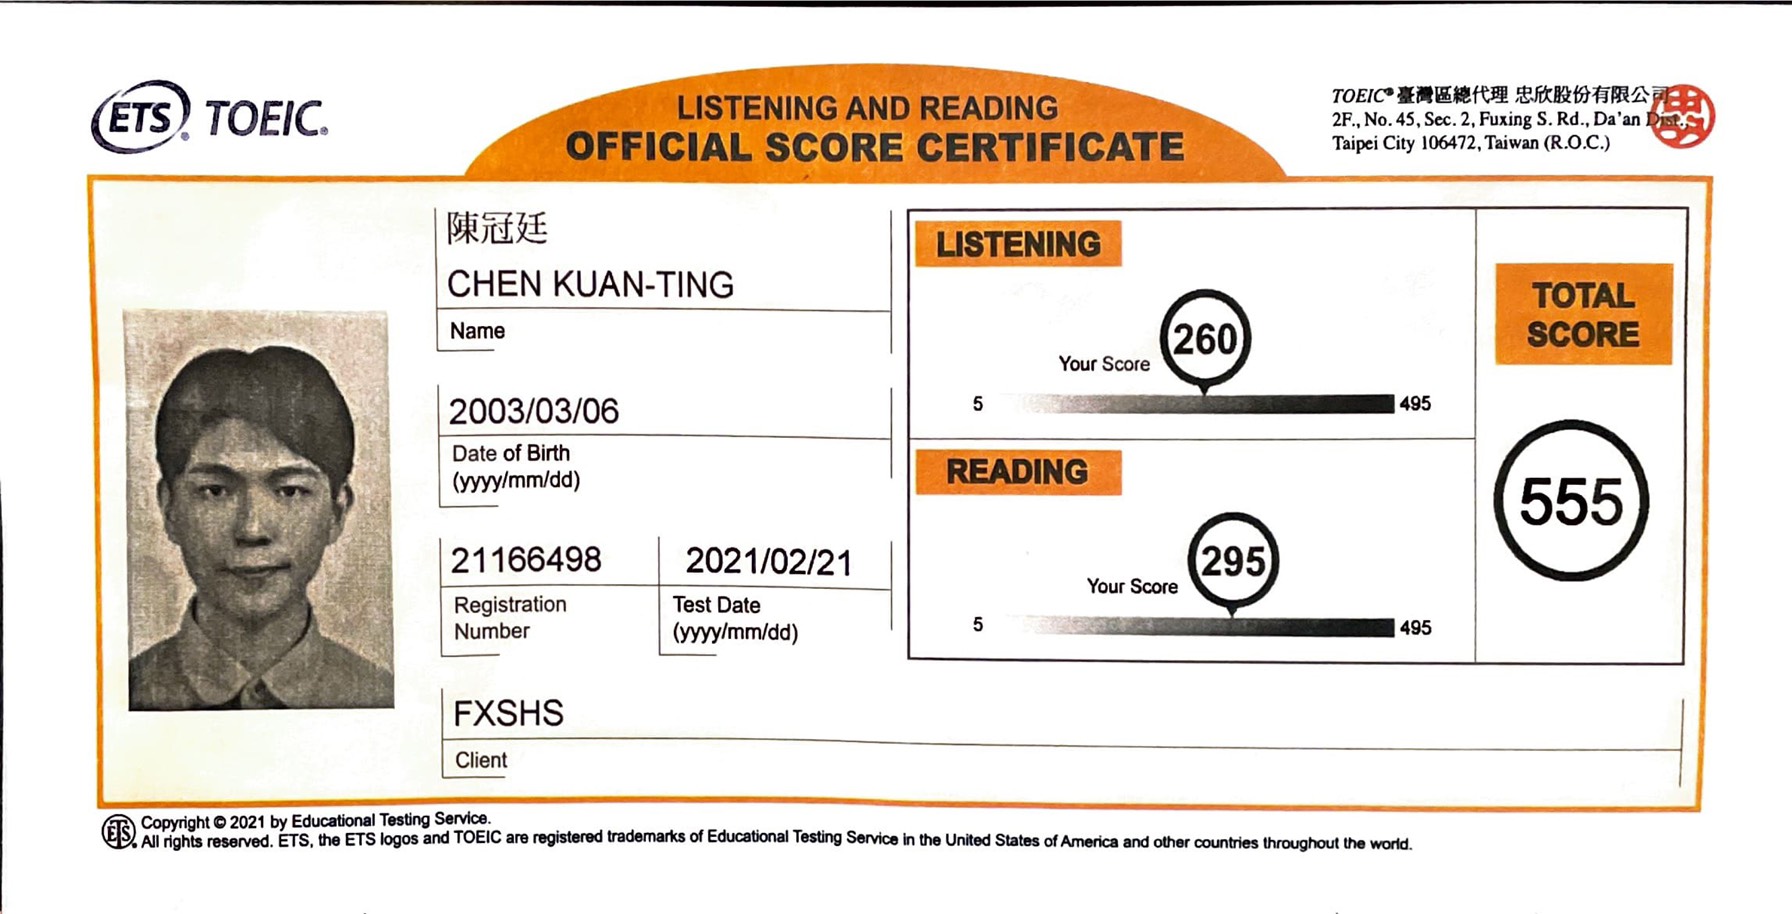 ETS® TOEIC®
LISTENING AND READING
OFFICIAL SCORE CERTIFICATE
TOEIC® 臺灣區總代理 忠欣股份有限公司
2F., No. 45, Sec. 2, Fuxing S. Rd., Da'an Dist.,
Taipei City 106472, Taiwan (R.O.C.)
陳冠廷
CHEN KUAN-TING
Name
2003/03/06
Date of Birth
(yyyy/mm/dd)
21166498
Registration
Number
2021/02/21
Test Date
(yyyy/mm/dd)
FXSHS
Client
LISTENING
260
Your Score
5 495
READING
295
Your Score
5 495
TOTAL
SCORE
555
ETS® Copyright © 2021 by Educational Testing Service.
All rights reserved. ETS, the ETS logos and TOEIC are registered trademarks of Educational Testing Service in the United States of America and other countries throughout the world.